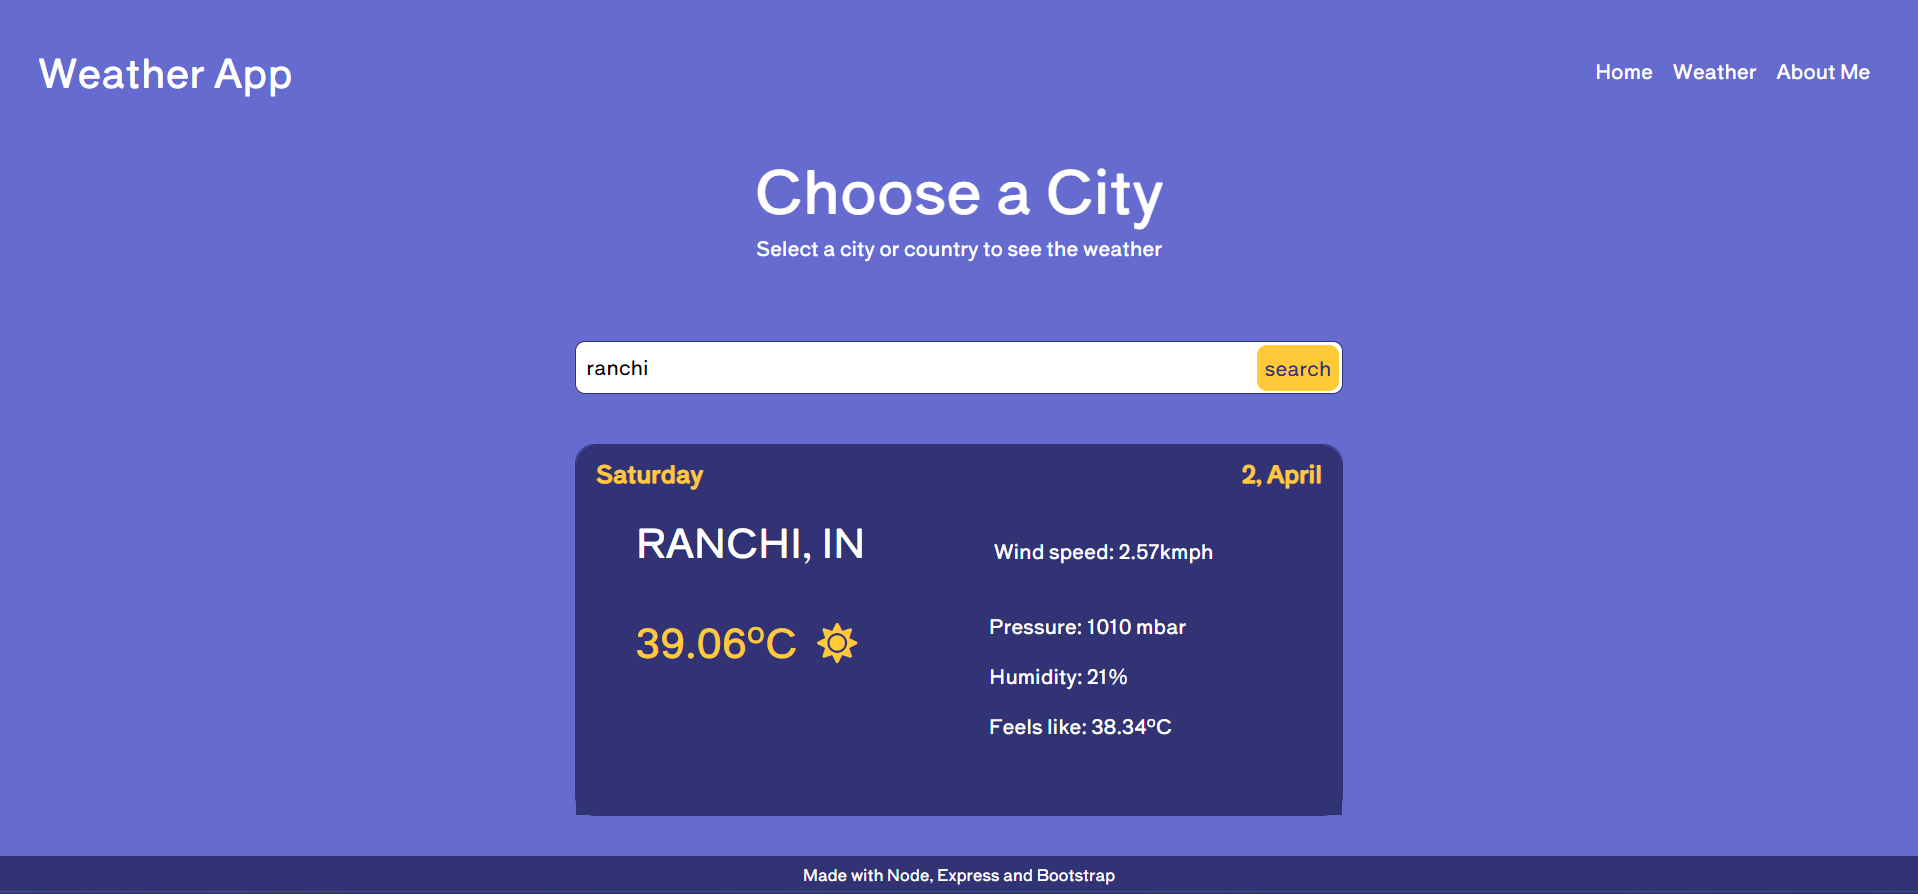 Weather App
Home Weather About Me
Choose a City
Select a city or country to see the weather
ranchi
search
Saturday
2, April
RANCHI, IN
39.06ºC
Wind speed: 2.57kmph
Pressure: 1010 mbar
Humidity: 21%
Feels like: 38.34ºC
Made with Node, Express and Bootstrap